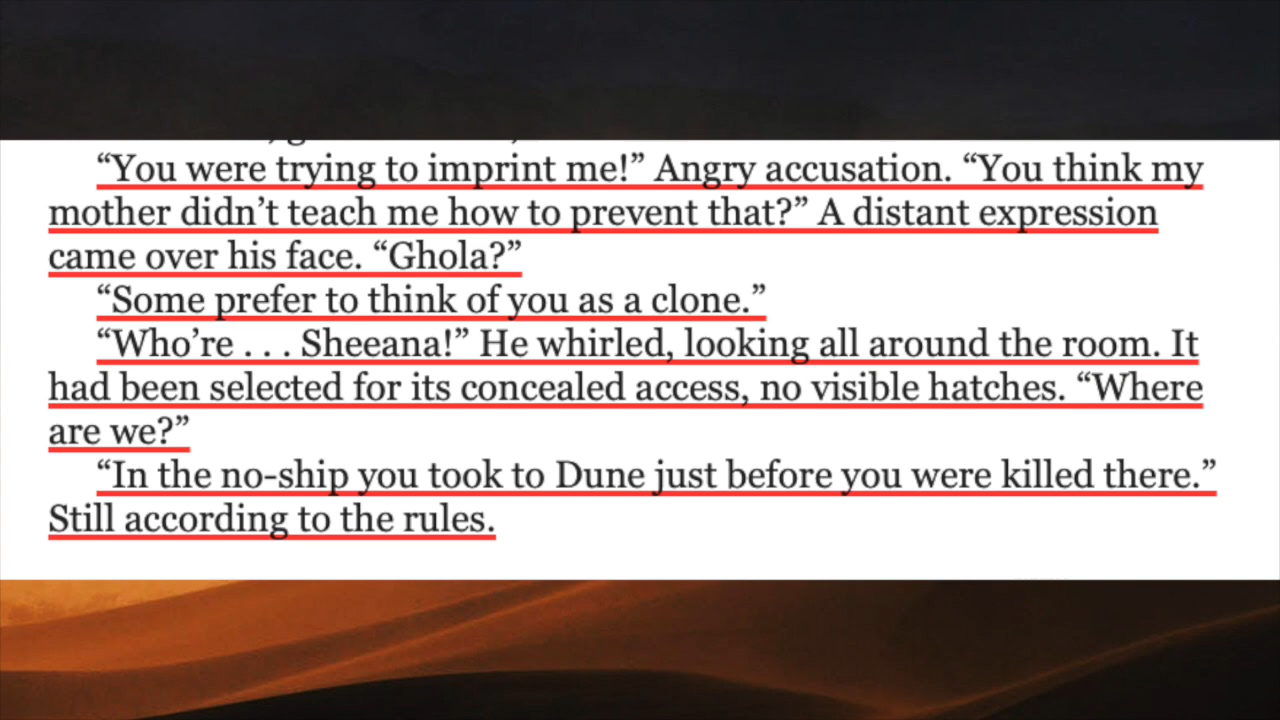 “You were trying to imprint me!” Angry accusation. “You think my
mother didn’t teach me how to prevent that?” A distant expression
came over his face. “Ghola?”
“Some prefer to think of you as a clone.”
“Who’re . . . Sheeana!” He whirled, looking all around the room. It
had been selected for its concealed access, no visible hatches. “Where
are we?”
“In the no-ship you took to Dune just before you were killed there.”
Still according to the rules.